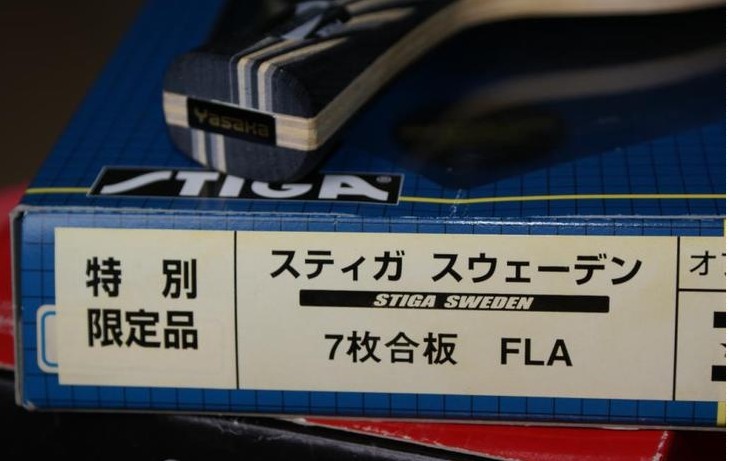 Yasaka
STIGA®
特別
限定品
スティガ スウェーデン
STIGA SWEDEN
7枚合板 FLA
オフ